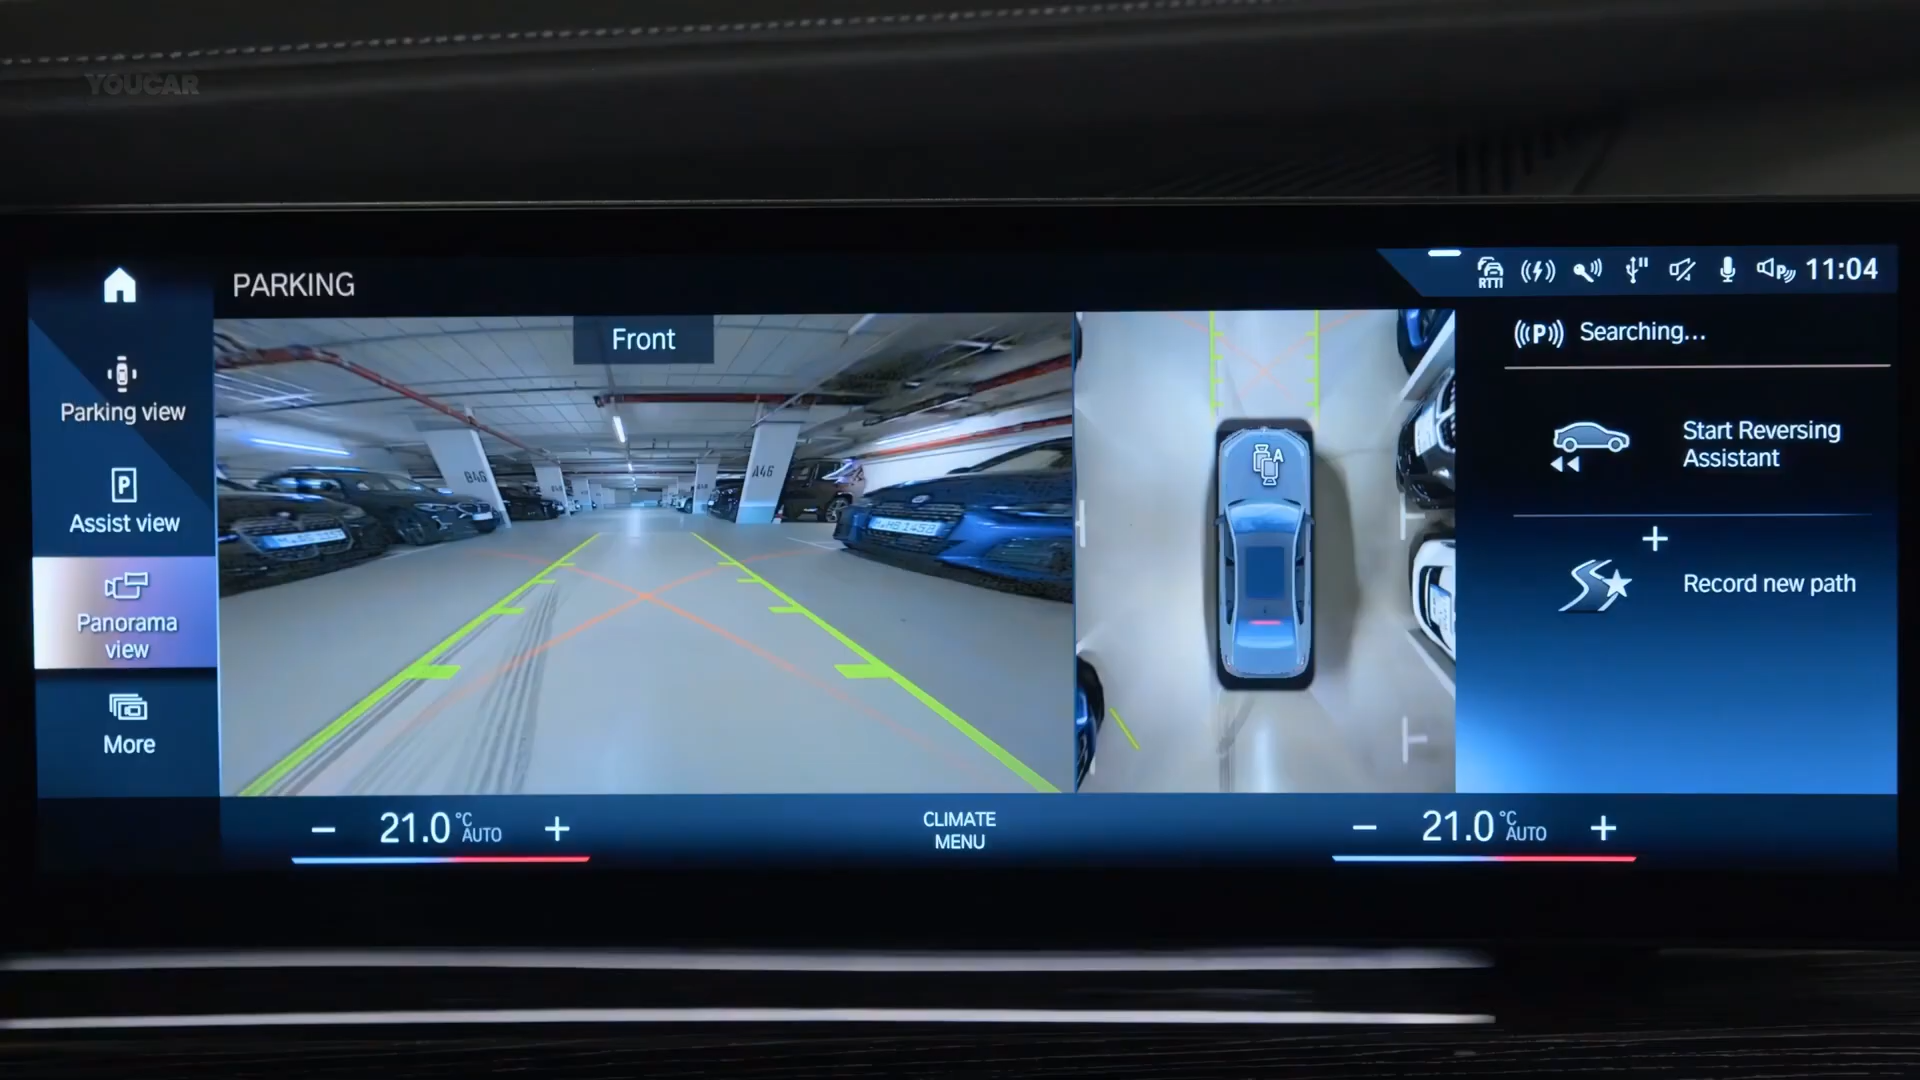 YOUCAR
PARKING
RTTI
11:04
Parking view
P
Assist view
Panorama
view
More
Front
B46
A46
A
((P)) Searching...
Start Reversing
Assistant
Record new path
21.0 °C AUTO
CLIMATE
MENU
21.0 °C AUTO